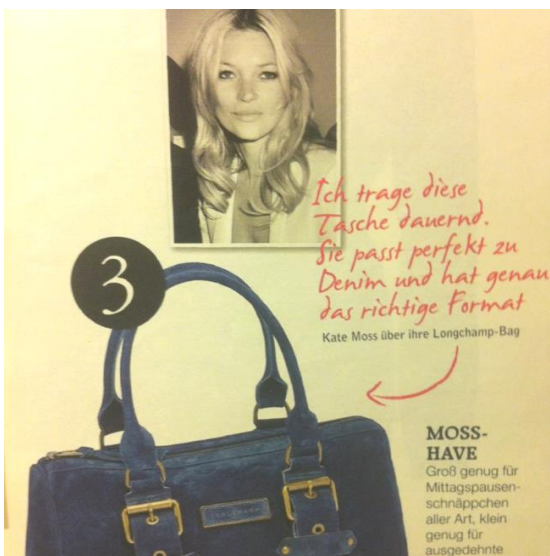 Ich trage diese
Tasche dauernd.
Sie passt perfekt zu
Denim und hat genau
das richtige Format
Kate Moss über ihre Longchamp-Bag
3
MOSS-
HAVE
Groß genug für
Mittagspausen-
schnäppchen
aller Art, klein
genug für
ausgedehnte
LONGCHAMP